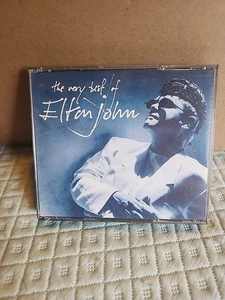 the very best of
Elton john